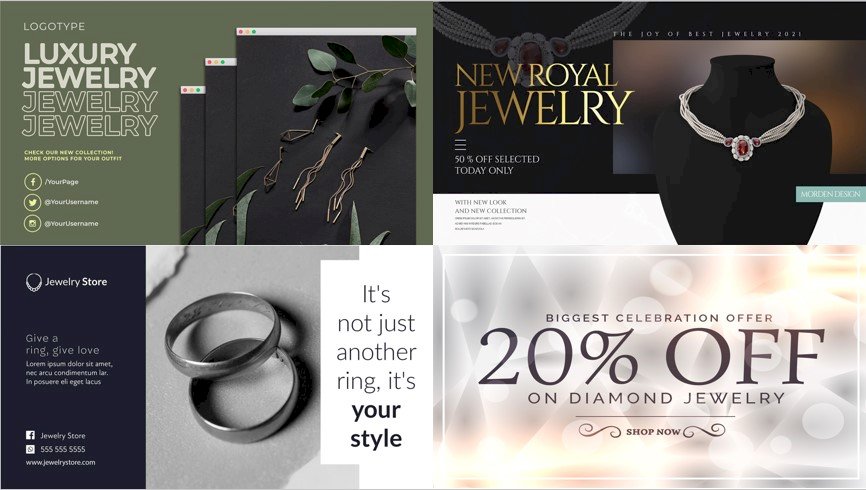 LOGOTYPE
LUXURY
JEWELRY
JEWELRY
JEWELRY
CHECK OUR NEW COLLECTION!
MORE OPTIONS FOR YOUR OUTFIT
/YourPage
@YourUsername
@YourUsername
THE JOY OF BEST JEWELRY 2021
NEW ROYAL
JEWELRY
50 % OFF SELECTED
TODAY ONLY
MORDEN DESIGN
WITH NEW LOOK
AND NEW COLLECTION
Jewelry Store
Give a
ring, give love
Lorem ipsum dolor sit amet,
nec arcu condimentum lar.
In posuere eli eget lacus
Jewelry Store
555 555 5555
www.jewelrystore.com
It's
not just
another
ring, it's
your
style
BIGGEST CELEBRATION OFFER
20% OFF
ON DIAMOND JEWELRY
SHOP NOW